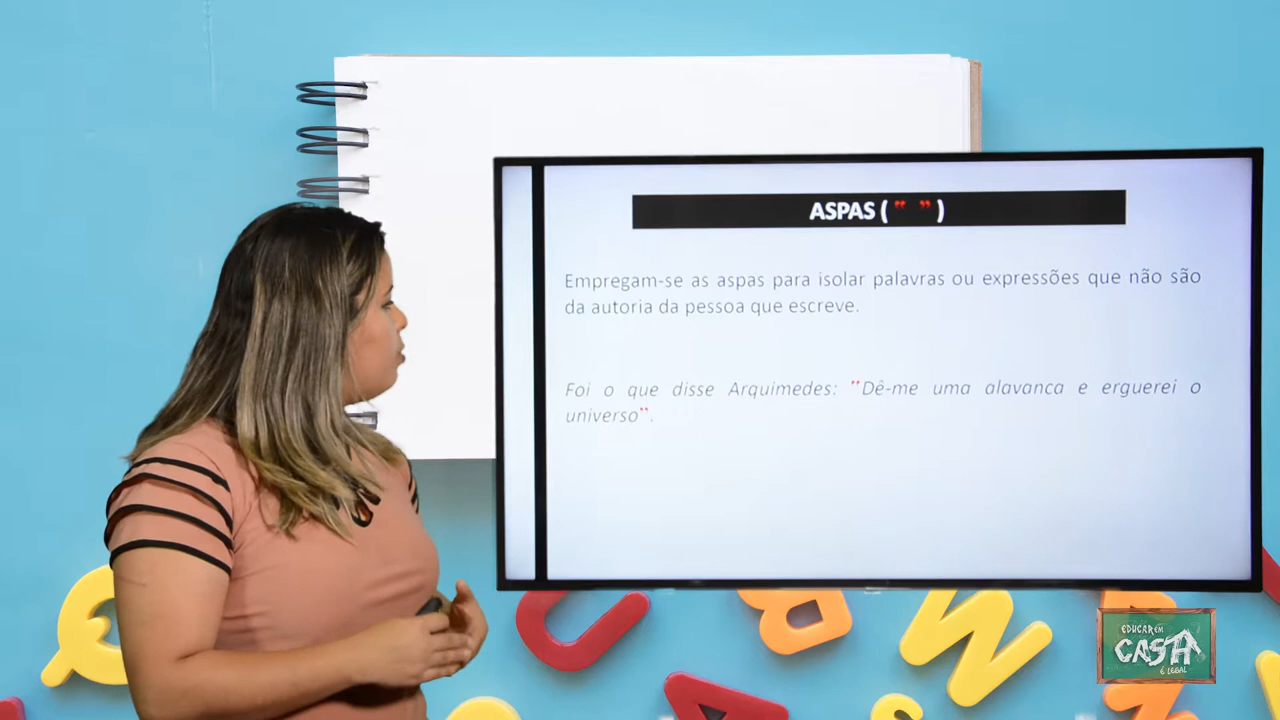 ASPAS ( " " )
Empregam-se as aspas para isolar palavras ou expressões que não são
da autoria da pessoa que escreve.
Foi o que disse Arquimedes: "Dê-me uma alavanca e erguerei o
universo".
EDUCAR EM
CASA
É LEGAL